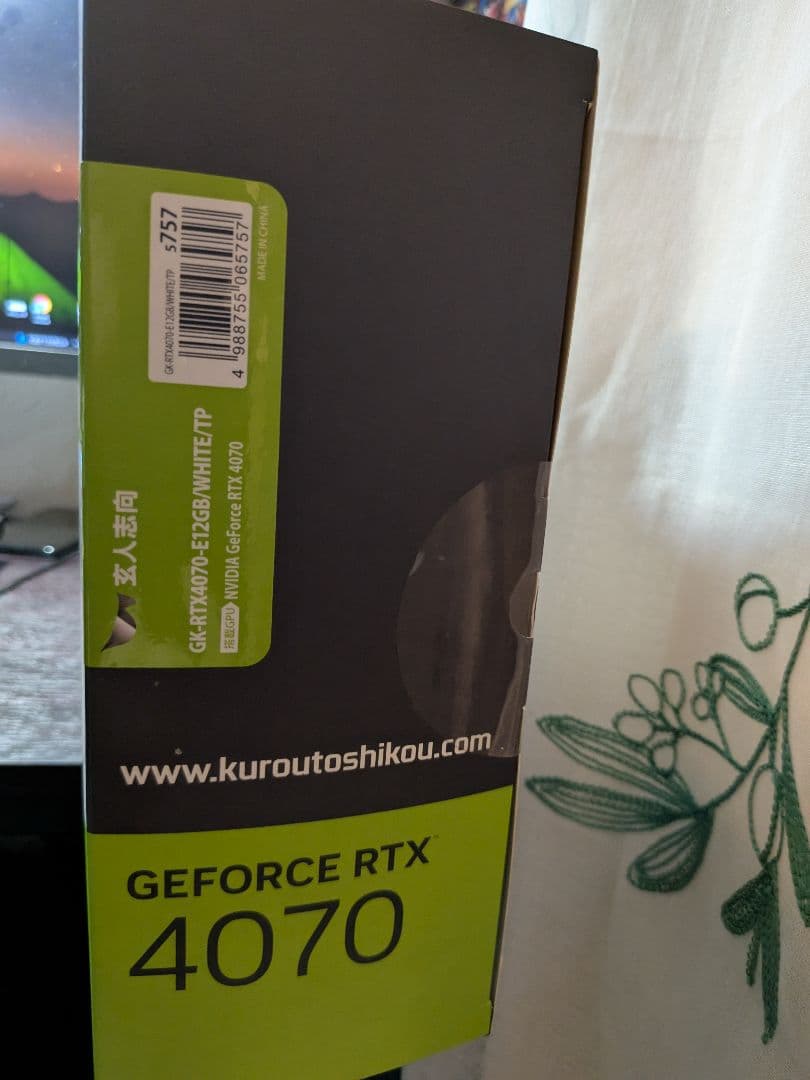 玄人志向
GK-RTX4070-E12GB/WHITE/TP
搭載GPU NVIDIA GeForce RTX 4070
GK-RTX4070-E12GB/WHITE/TP
5757
4 988755 065757
MADE IN CHINA
www.kuroutoshikou.com
GEFORCE RTX™
4070